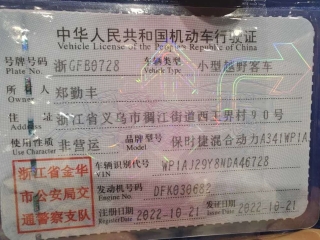 中华人民共和国机动车行驶证
Vehicle License of the People's Republic of China
号牌号码 浙GFB0728 车辆类型 小型越野客车
Plate No. Vehicle Type
所有人 郑勤丰
Owner
住址 浙江省义乌市稠江街道西王界村90号
Address
使用性质 非营运 品牌型号 保时捷混合动力A341WP1A
Use Character Model
车辆识别代号 WP1AJ29Y8NDA46728
VIN
浙江省金华
市公安局交
通警察支队
发动机号码 DFK030682
Engine No.
注册日期 2022-10-21 发证日期 2022-10-21
Register Date Issue Date